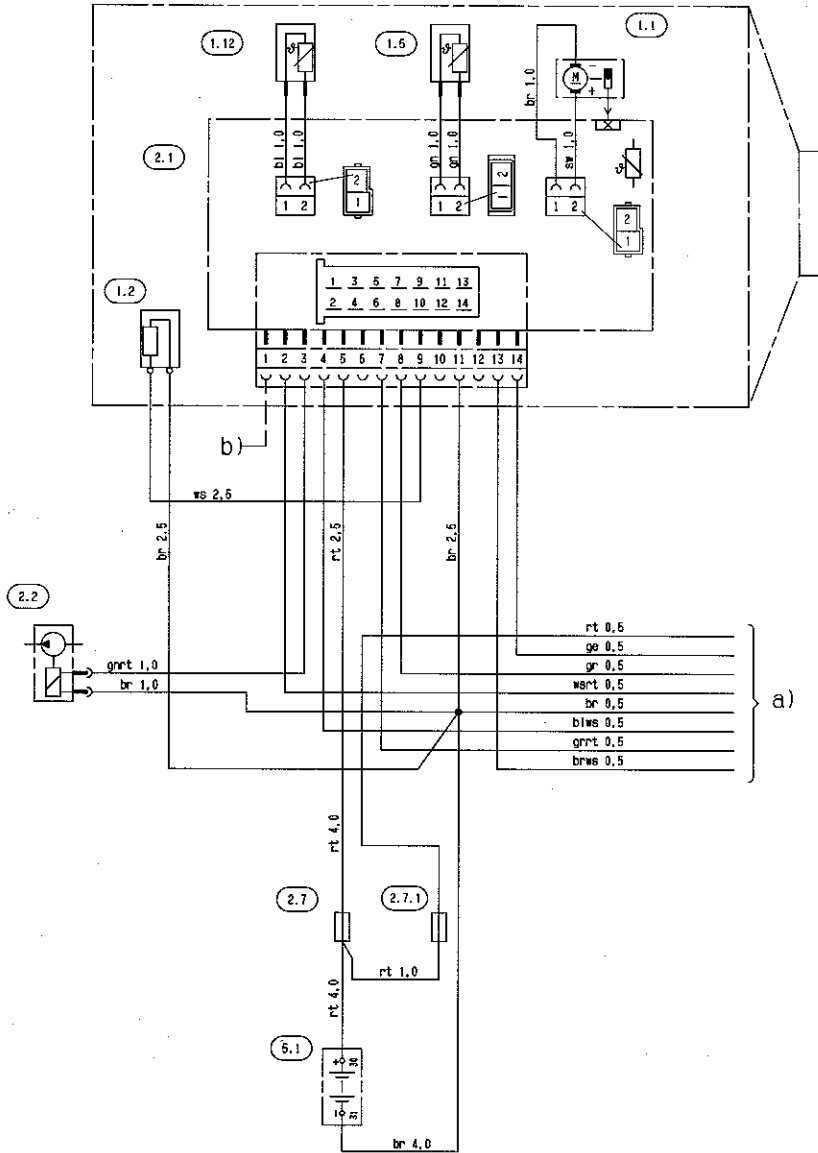 1.12
1.5
1.1
M
-
+
br 1,0
sw 1,0
bl 1,0
bl 1,0
gn 1,0
gn 1,0
2.1
1 2
2
1
1 2
1 2
1 2
2
1
1.2
1 3 5 7 9 11 13
2 4 6 8 10 12 14
1 2 3 4 5 6 7 8 9 10 11 12 13 14
b)
ws 2,5
br 2,5
rt 2,5
br 2,5
2.2
gnrt 1,0
br 1,0
rt 0,5
ge 0,5
gr 0,5
wsrt 0,5
br 0,5
blws 0,5
grrt 0,5
brws 0,5
a)
rt 4,0
2.7
2.7.1
rt 1,0
rt 4,0
5.1
+ 30
- 31
br 4,0